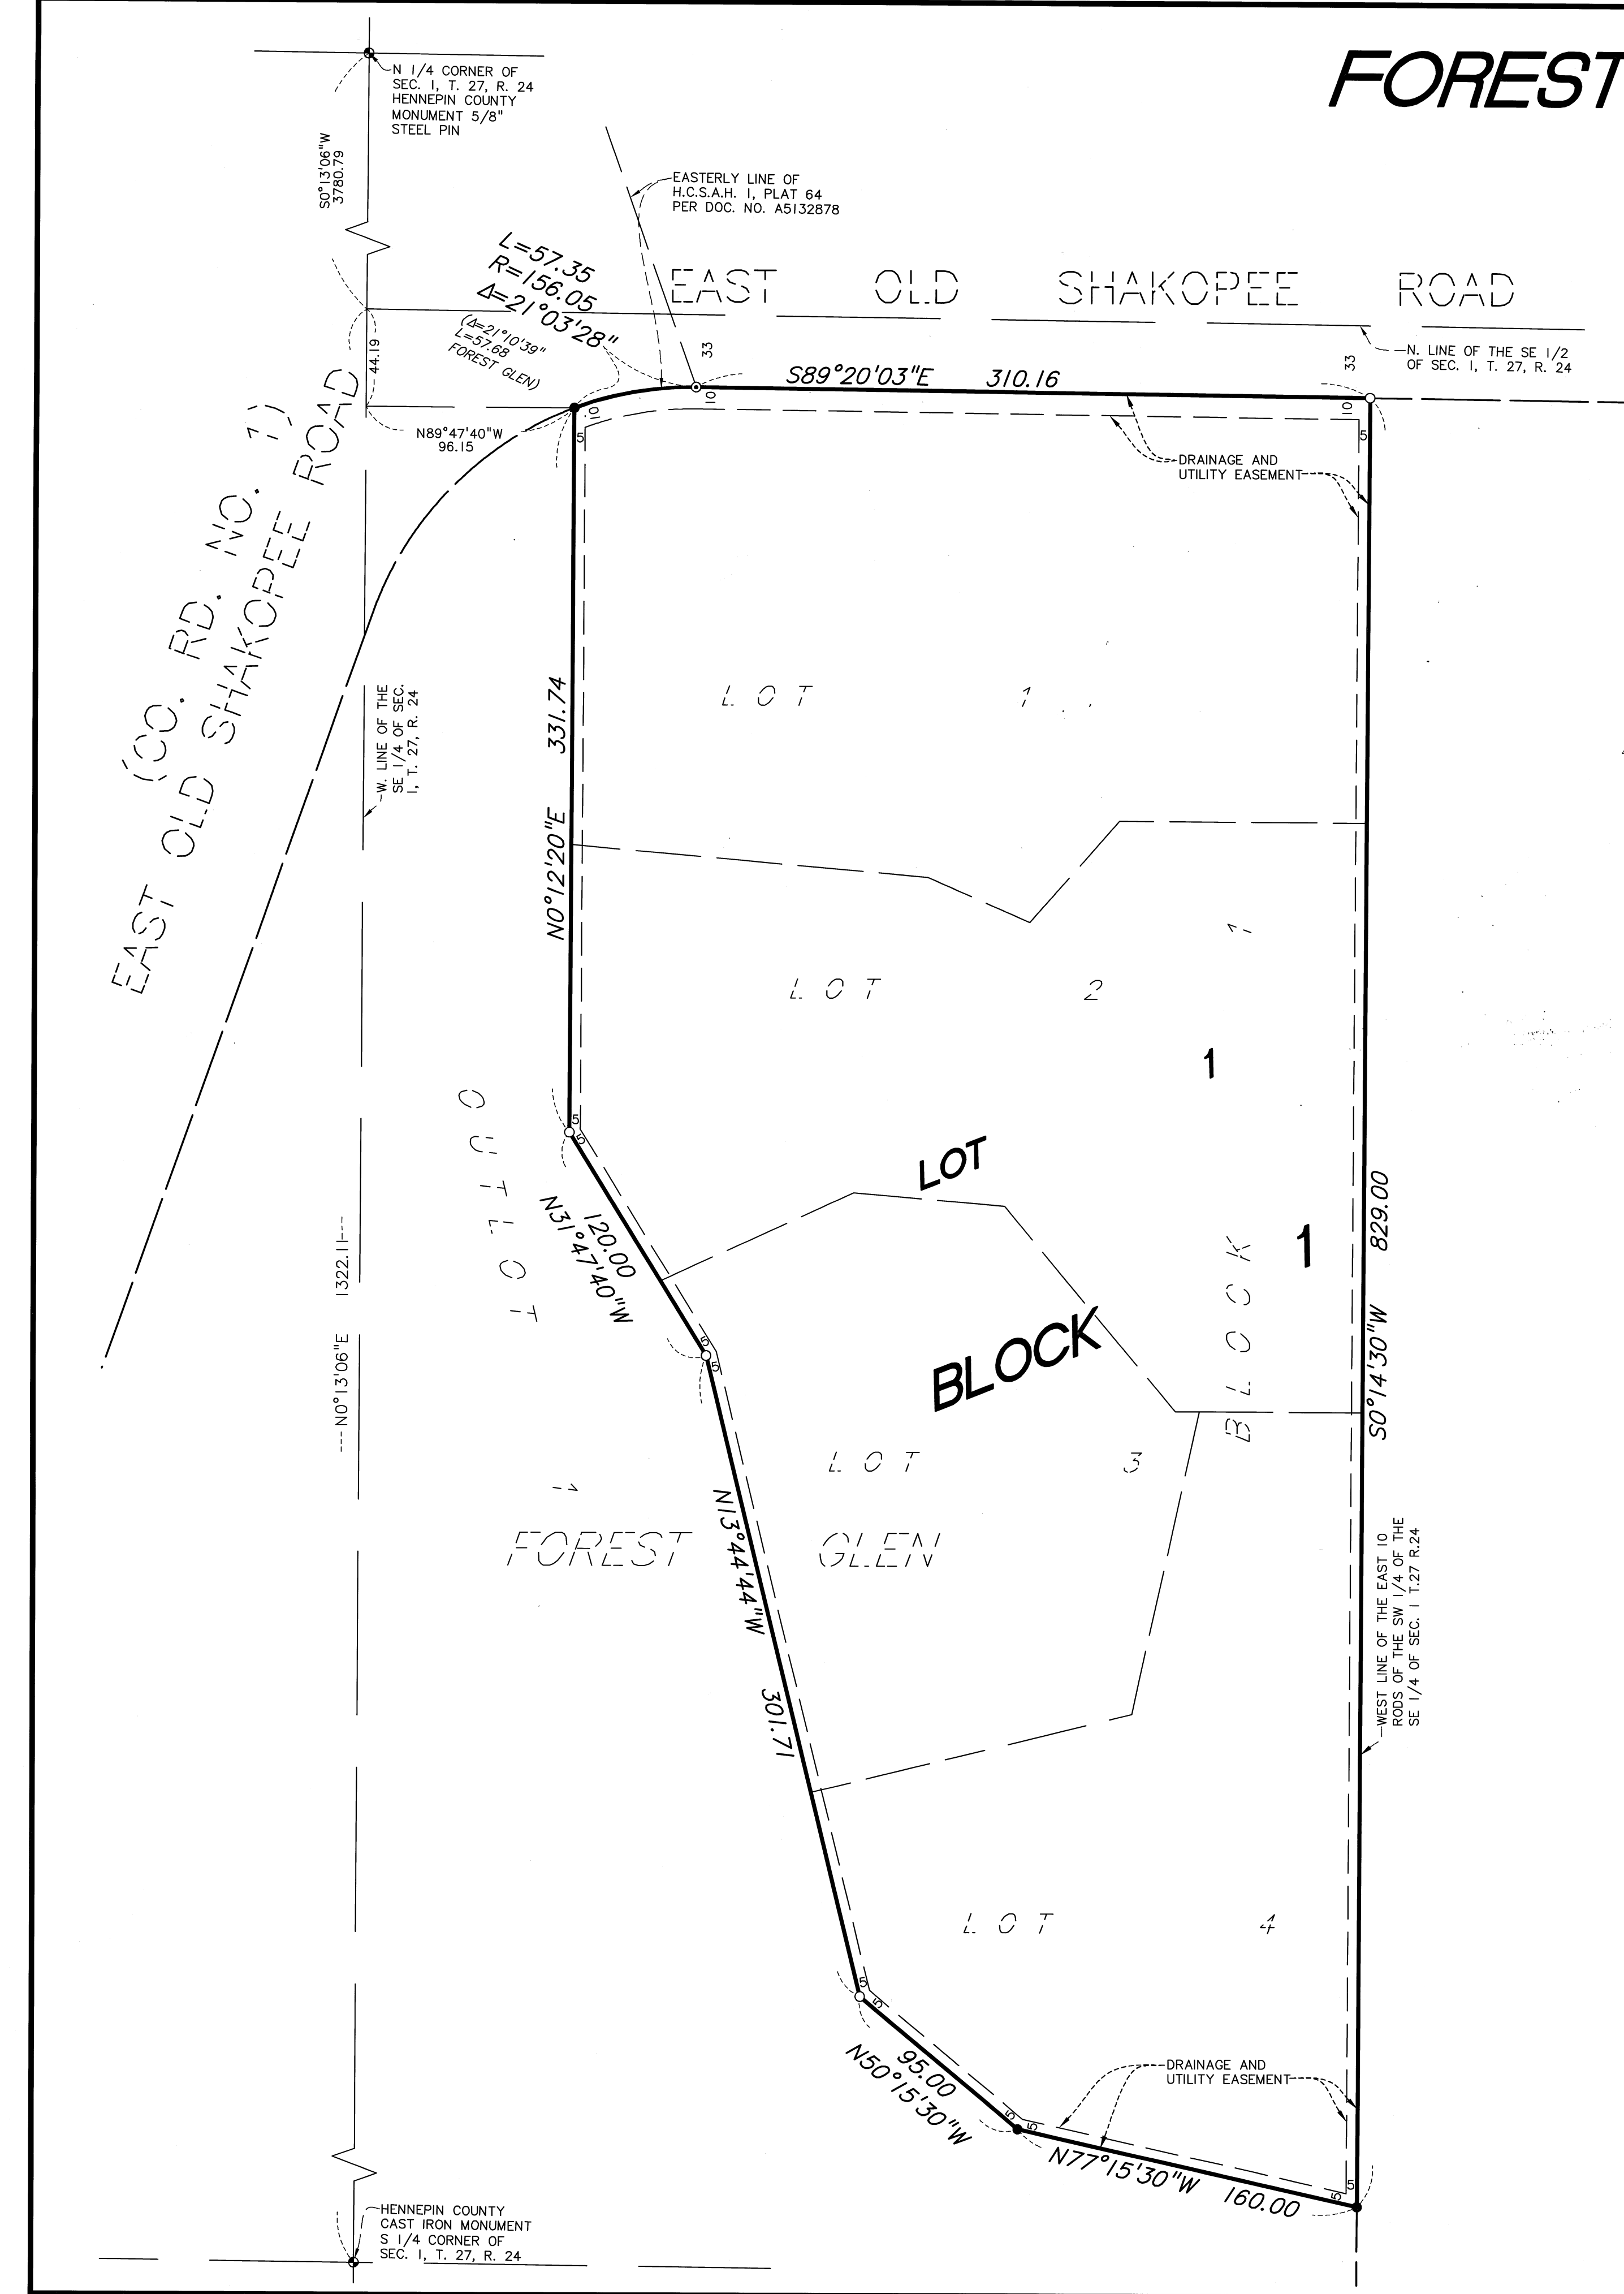 FOREST
N 1/4 CORNER OF
SEC. 1, T. 27, R. 24
HENNEPIN COUNTY
MONUMENT 5/8"
STEEL PIN
S0°13'06"W
3780.79
EASTERLY LINE OF
H.C.S.A.H. 1, PLAT 64
PER DOC. NO. A5132878
L=57.35
R=156.05
Δ=21°03'28"
(Δ=21°10'39"
L=57.68
FOREST GLEN)
EAST OLD SHAKOPEE ROAD
33
33
N. LINE OF THE SE 1/2
OF SEC. 1, T. 27, R. 24
44.19
S89°20'03"E 310.16
10
10
10
5
5
N89°47'40"W
96.15
DRAINAGE AND
UTILITY EASEMENT
(CO. RD. NO. 1)
EAST OLD SHAKOPEE ROAD
W. LINE OF THE
SE 1/4 OF SEC.
1, T. 27, R. 24
N0°12'20"E 331.74
LOT 1
LOT 2
1
1
LOT
OUTLOT
1
5
5
120.00
N31°47'40"W
N0°13'06"E 1322.11
BLOCK
1
BLOCK
S0°14'30"W 829.00
5
5
LOT 3
FOREST GLEN
N13°44'44"W 301.71
WEST LINE OF THE EAST 10
RODS OF THE SW 1/4 OF THE
SE 1/4 OF SEC. 1 T.27 R.24
LOT 4
5
5
95.00
N50°15'30"W
DRAINAGE AND
UTILITY EASEMENT
5
5
N77°15'30"W 160.00
5
5
HENNEPIN COUNTY
CAST IRON MONUMENT
S 1/4 CORNER OF
SEC. 1, T. 27, R. 24